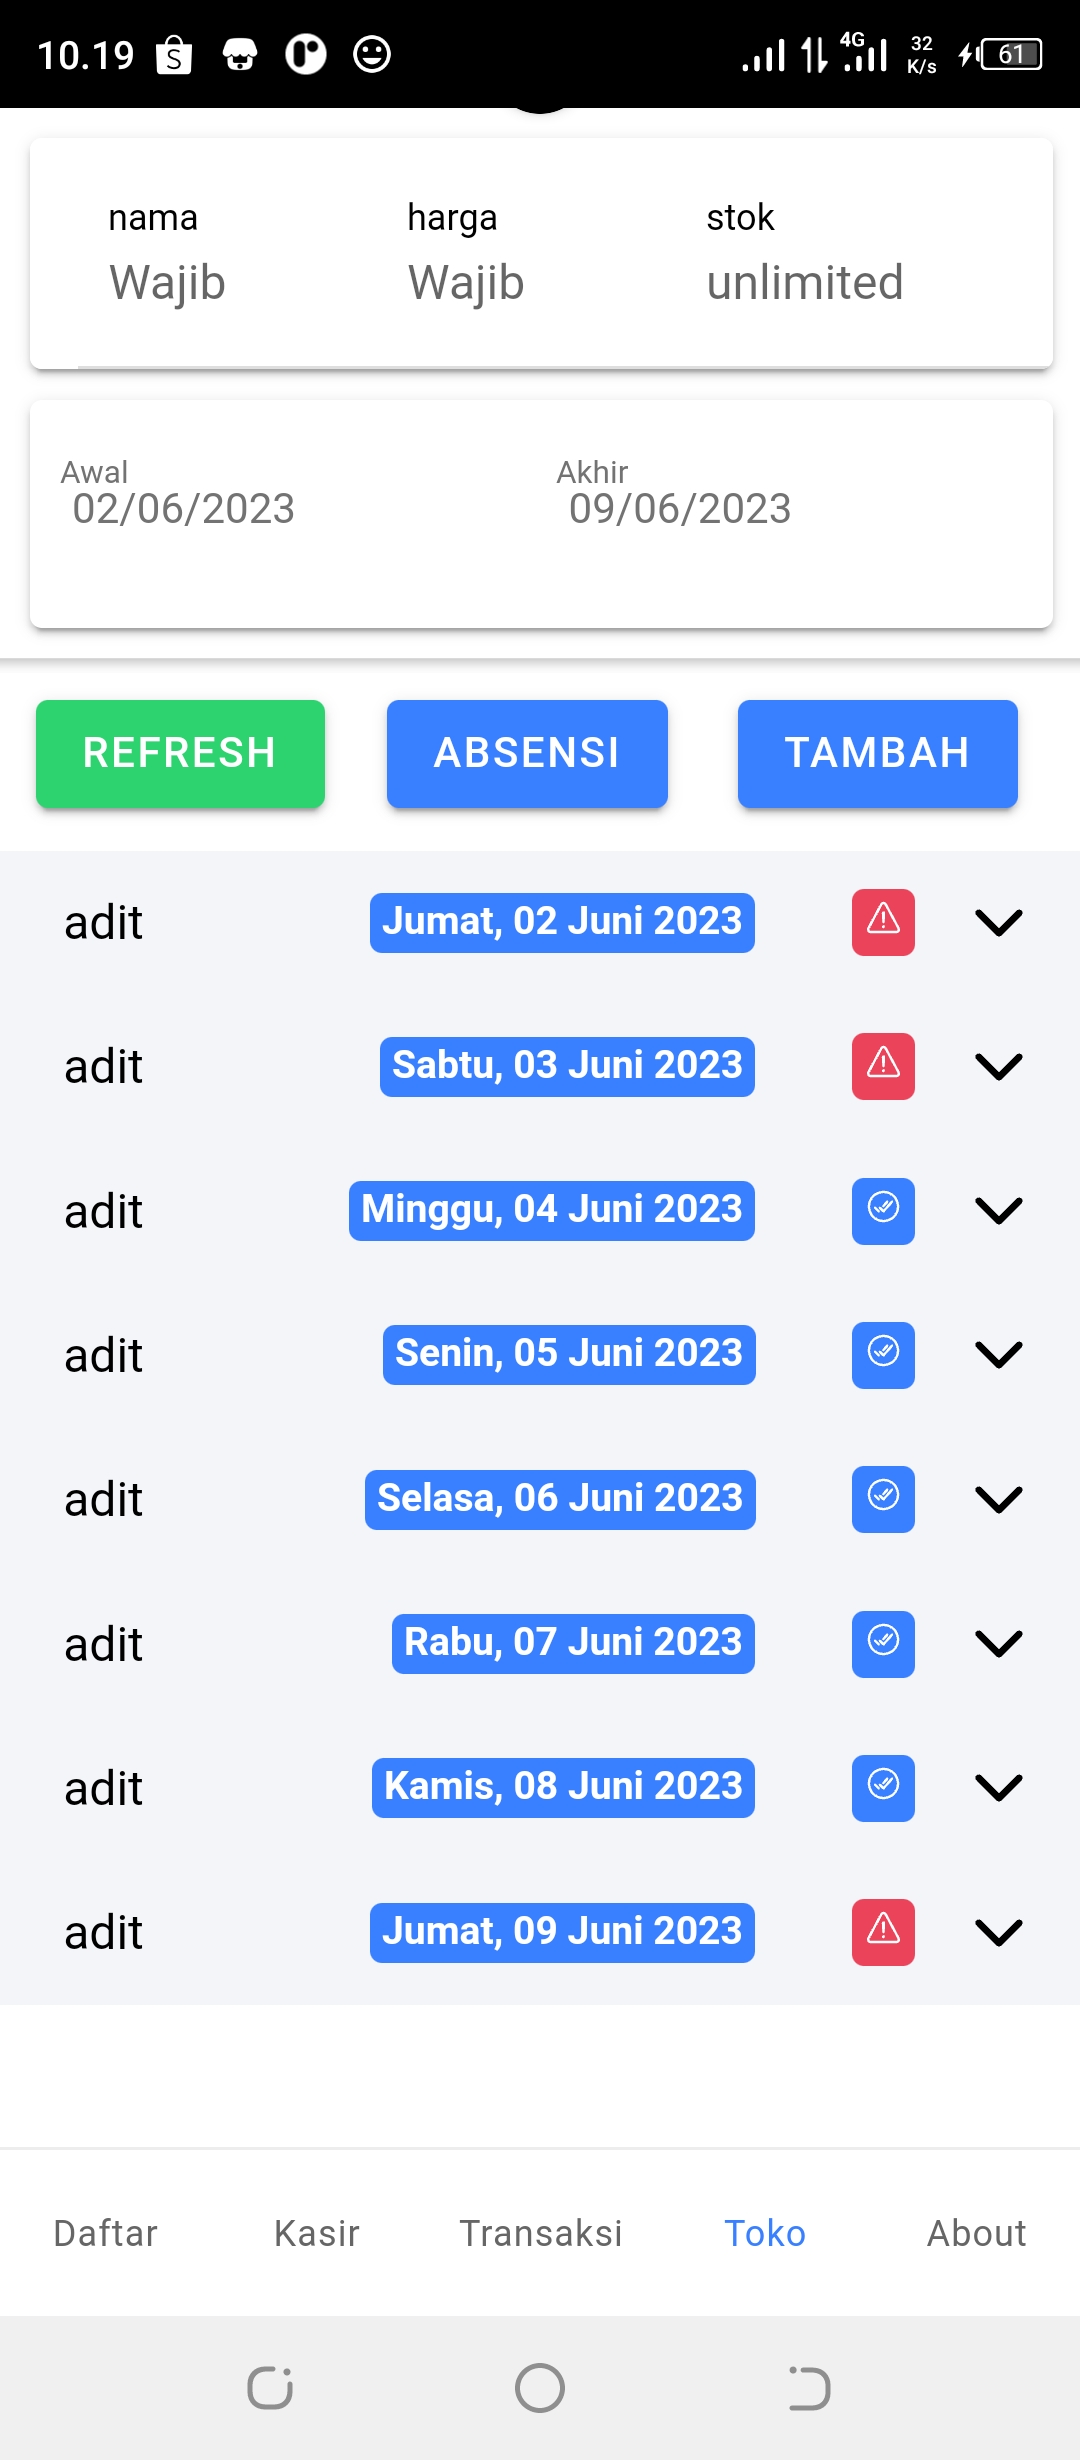 10.19 4G 32 K/s 61
nama harga stok
Wajib Wajib unlimited
Awal Akhir
02/06/2023 09/06/2023
REFRESH ABSENSI TAMBAH
adit Jumat, 02 Juni 2023
adit Sabtu, 03 Juni 2023
adit Minggu, 04 Juni 2023
adit Senin, 05 Juni 2023
adit Selasa, 06 Juni 2023
adit Rabu, 07 Juni 2023
adit Kamis, 08 Juni 2023
adit Jumat, 09 Juni 2023
Daftar Kasir Transaksi Toko About